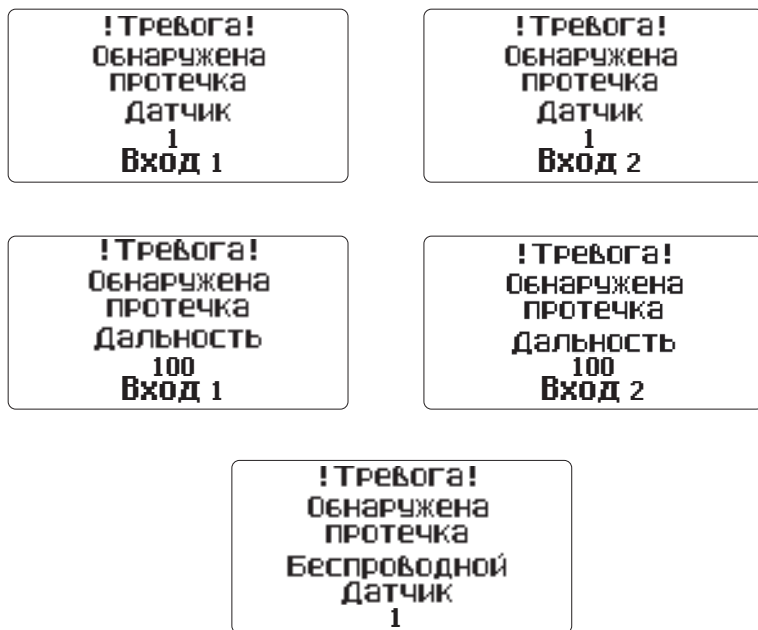 !Тревога!
Обнаружена
протечка
Датчик
1
Вход 1
!Тревога!
Обнаружена
протечка
Датчик
1
Вход 2
!Тревога!
Обнаружена
протечка
Дальность
100
Вход 1
!Тревога!
Обнаружена
протечка
Дальность
100
Вход 2
!Тревога!
Обнаружена
протечка
Беспроводной
Датчик
1